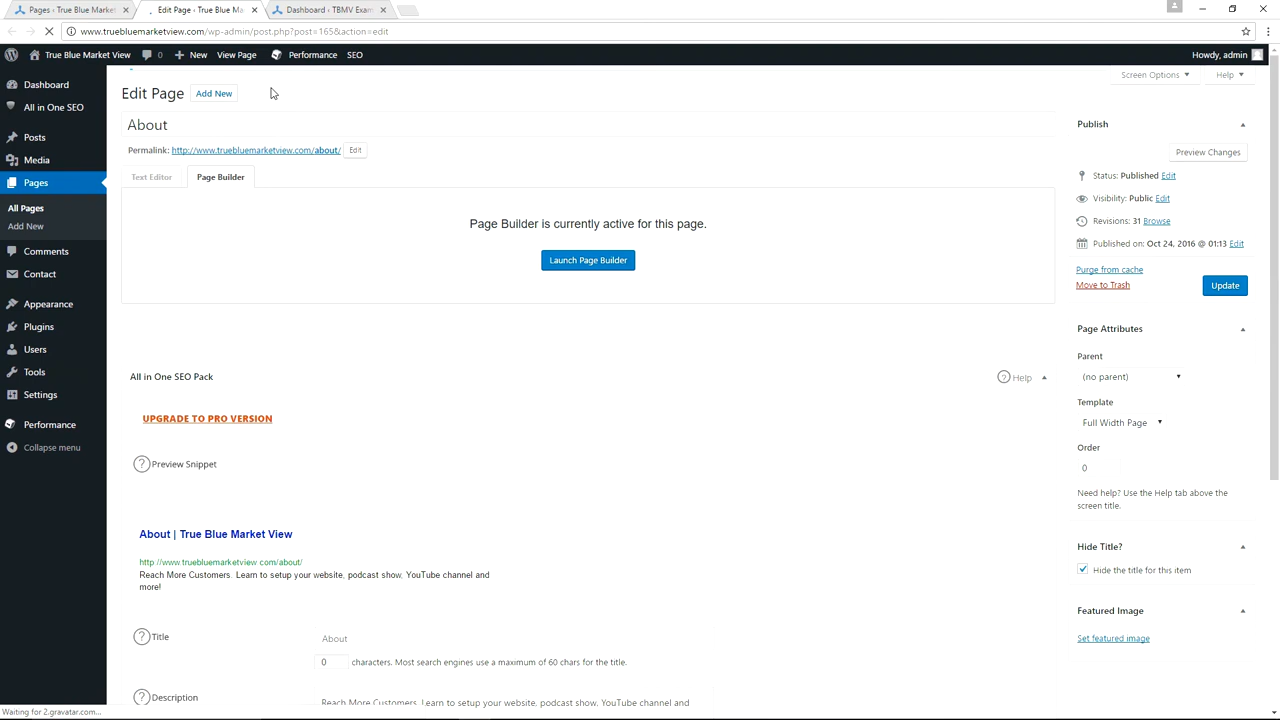 Pages ‹ True Blue Market
Edit Page ‹ True Blue Ma
Dashboard ‹ TBMV Exam
www.truebluemarketview.com/wp-admin/post.php?post=165&action=edit
True Blue Market View 0 New View Page Performance SEO Howdy, admin
Screen Options Help
Dashboard
All in One SEO
Posts
Media
Pages
All Pages
Add New
Comments
Contact
Appearance
Plugins
Users
Tools
Settings
Performance
Collapse menu
Edit Page Add New
About
Permalink: http://www.truebluemarketview.com/about/ Edit
Text Editor Page Builder
Page Builder is currently active for this page.
Launch Page Builder
All in One SEO Pack
? Help
UPGRADE TO PRO VERSION
? Preview Snippet
About | True Blue Market View
http //www.truebluemarketview com/about/
Reach More Customers. Learn to setup your website, podcast show, YouTube channel and
more!
? Title
About
0 characters. Most search engines use a maximum of 60 chars for the title.
? Description
Reach More Customers. Learn to setup your website, podcast show, YouTube channel and
Publish
Preview Changes
Status: Published Edit
Visibility: Public Edit
Revisions: 31 Browse
Published on: Oct 24, 2016 @ 01:13 Edit
Purge from cache
Move to Trash
Update
Page Attributes
Parent
(no parent)
Template
Full Width Page
Order
0
Need help? Use the Help tab above the
screen title.
Hide Title?
Hide the title for this item
Featured Image
Set featured image
Waiting for 2.gravatar.com...